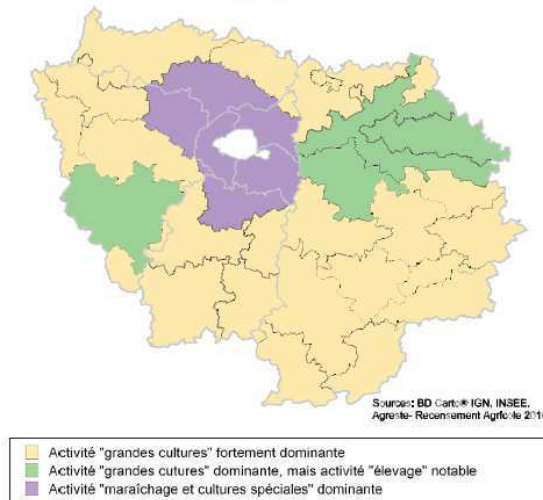 Sources: BD Carto® IGN, INSEE,
Agreste- Recensement Agricole 2010
Activité "grandes cultures" fortement dominante
Activité "grandes cutures" dominante, mais activité "élevage" notable
Activité "maraîchage et cultures spéciales" dominante